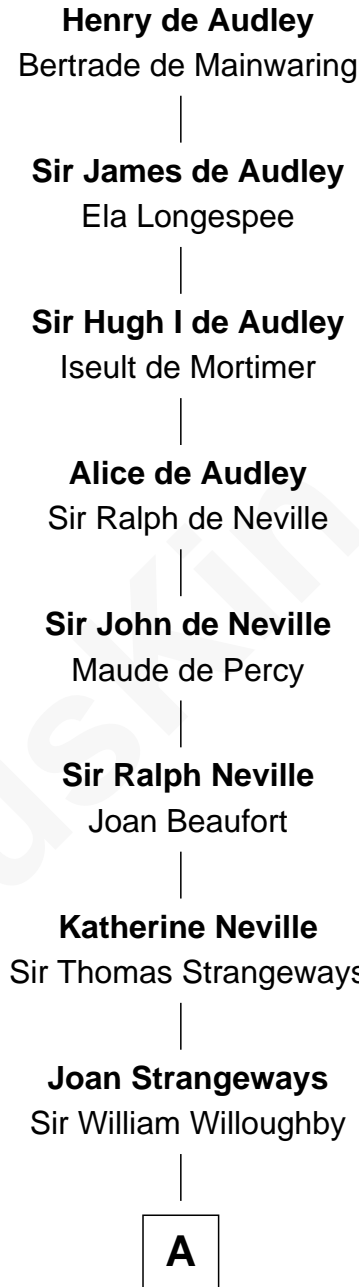 Henry de Audley
Bertrade de Mainwaring
Sir James de Audley
Ela Longespee
Sir Hugh I de Audley
Iseult de Mortimer
Alice de Audley
Sir Ralph de Neville
Sir John de Neville
Maude de Percy
Sir Ralph Neville
Joan Beaufort
Katherine Neville
Sir Thomas Strangeways
Joan Strangeways
Sir William Willoughby
A